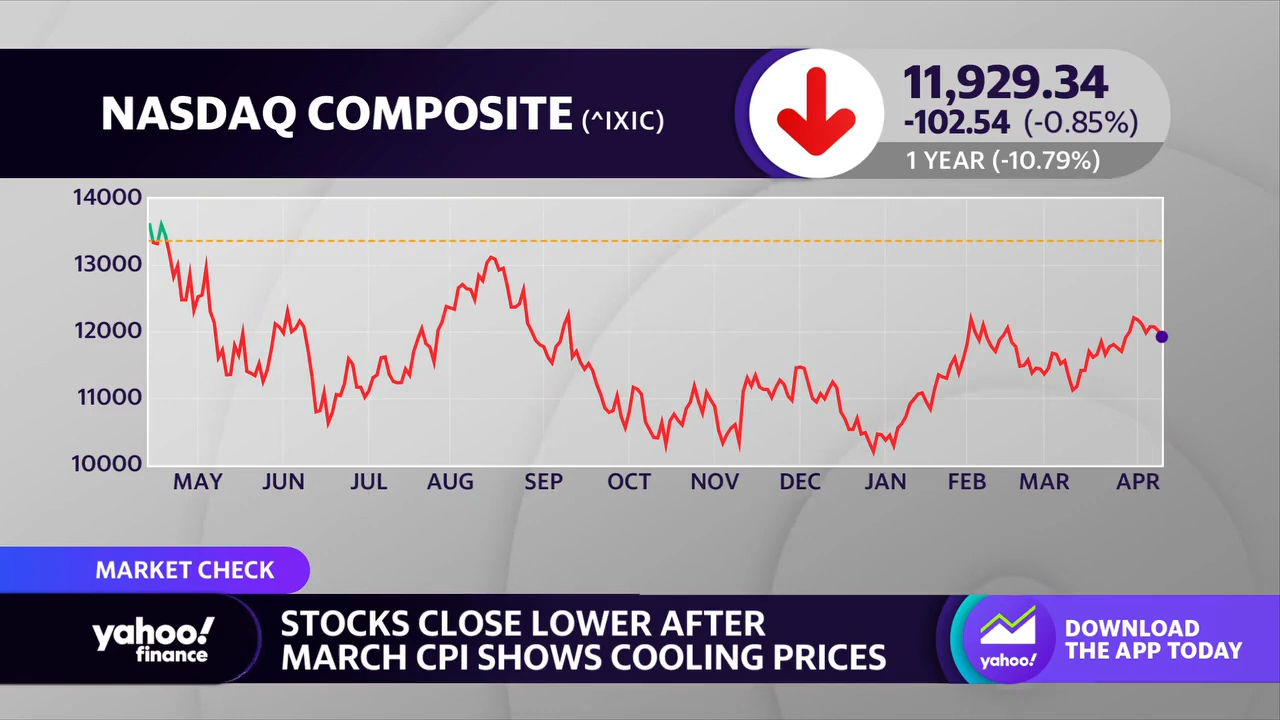 NASDAQ COMPOSITE (^IXIC)
11,929.34
-102.54 (-0.85%)
1 YEAR (-10.79%)
14000
13000
12000
11000
10000
MAY JUN JUL AUG SEP OCT NOV DEC JAN FEB MAR APR
MARKET CHECK
yahoo!
finance
STOCKS CLOSE LOWER AFTER
MARCH CPI SHOWS COOLING PRICES
yahoo!
DOWNLOAD
THE APP TODAY